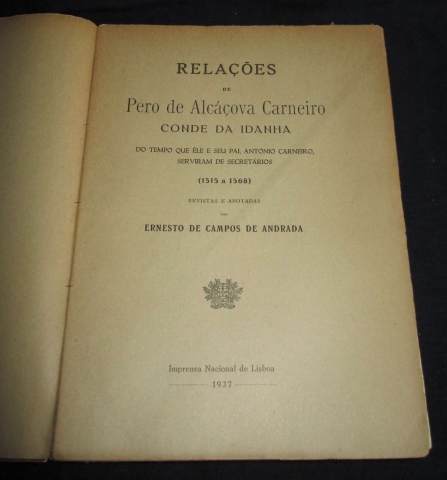 RELAÇÕES
DE
Pero de Alcáçova Carneiro
CONDE DA IDANHA
DO TEMPO QUE ÊLE E SEU PAI, ANTÓNIO CARNEIRO,
SERVIRAM DE SECRETÁRIOS
(1515 a 1568)
REVISTAS E ANOTADAS
POR
ERNESTO DE CAMPOS DE ANDRADA
Imprensa Nacional de Lisboa
1937